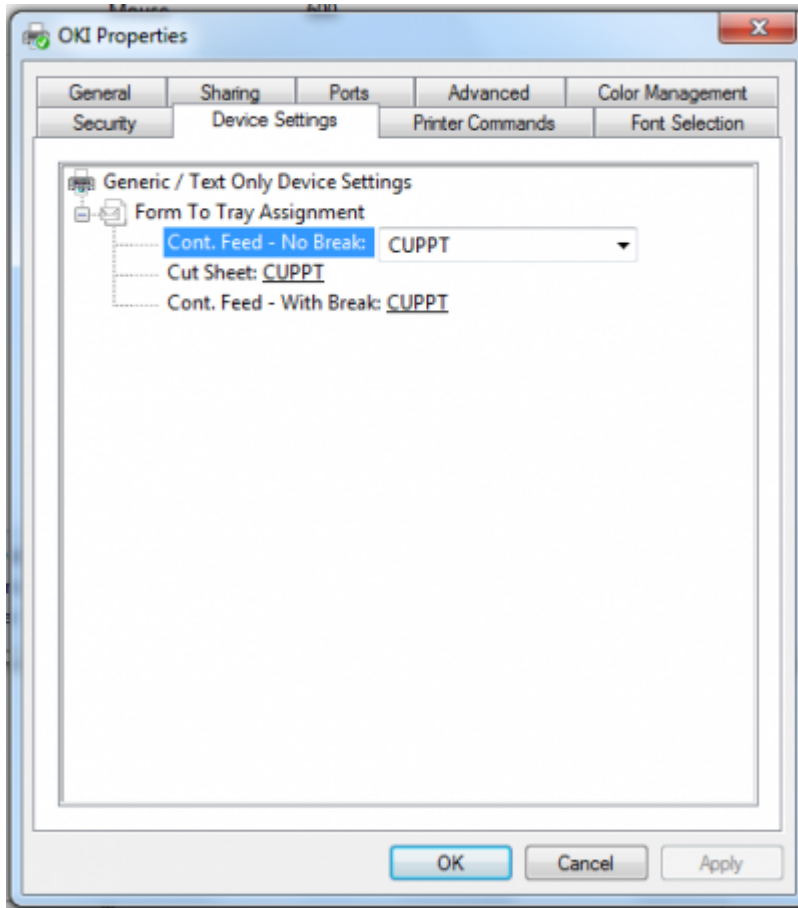 Mouse 600
OKI Properties
General Sharing Ports Advanced Color Management
Security Device Settings Printer Commands Font Selection
Generic / Text Only Device Settings
Form To Tray Assignment
Cont. Feed - No Break: CUPPT
Cut Sheet: CUPPT
Cont. Feed - With Break: CUPPT
OK Cancel Apply